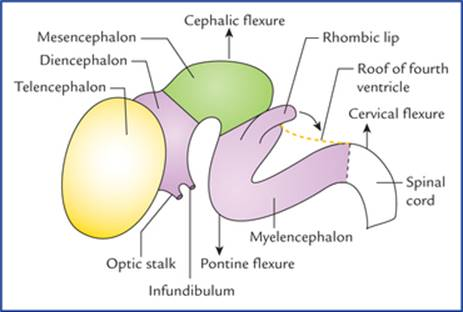 Cephalic flexure
Mesencephalon
Rhombic lip
Diencephalon
Roof of fourth
ventricle
Telencephalon
Cervical flexure
Spinal
cord
Myelencephalon
Optic stalk
Pontine flexure
Infundibulum